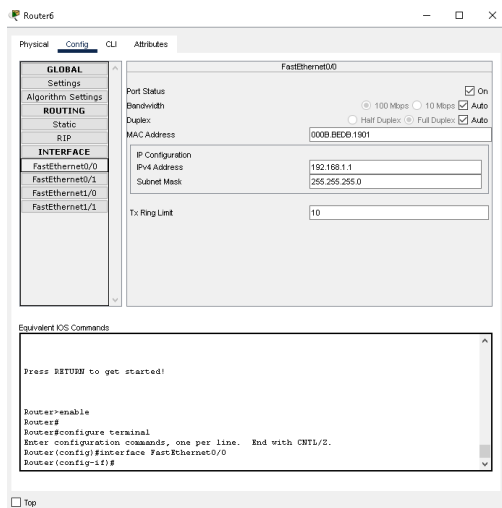 Router6
Physical Config CLI Attributes
GLOBAL
Settings
Algorithm Settings
ROUTING
Static
RIP
INTERFACE
FastEthernet0/0
FastEthernet0/1
FastEthernet1/0
FastEthernet1/1
FastEthernet0/0
Port Status On
Bandwidth 100 Mbps 10 Mbps Auto
Duplex Half Duplex Full Duplex Auto
MAC Address 000B.BEDB.1901
IP Configuration
IPv4 Address 192.168.1.1
Subnet Mask 255.255.255.0
Tx Ring Limit 10
Equivalent IOS Commands
Press RETURN to get started!
Router>enable
Router#
Router#configure terminal
Enter configuration commands, one per line. End with CNTL/Z.
Router(config)#interface FastEthernet0/0
Router(config-if)#
Top